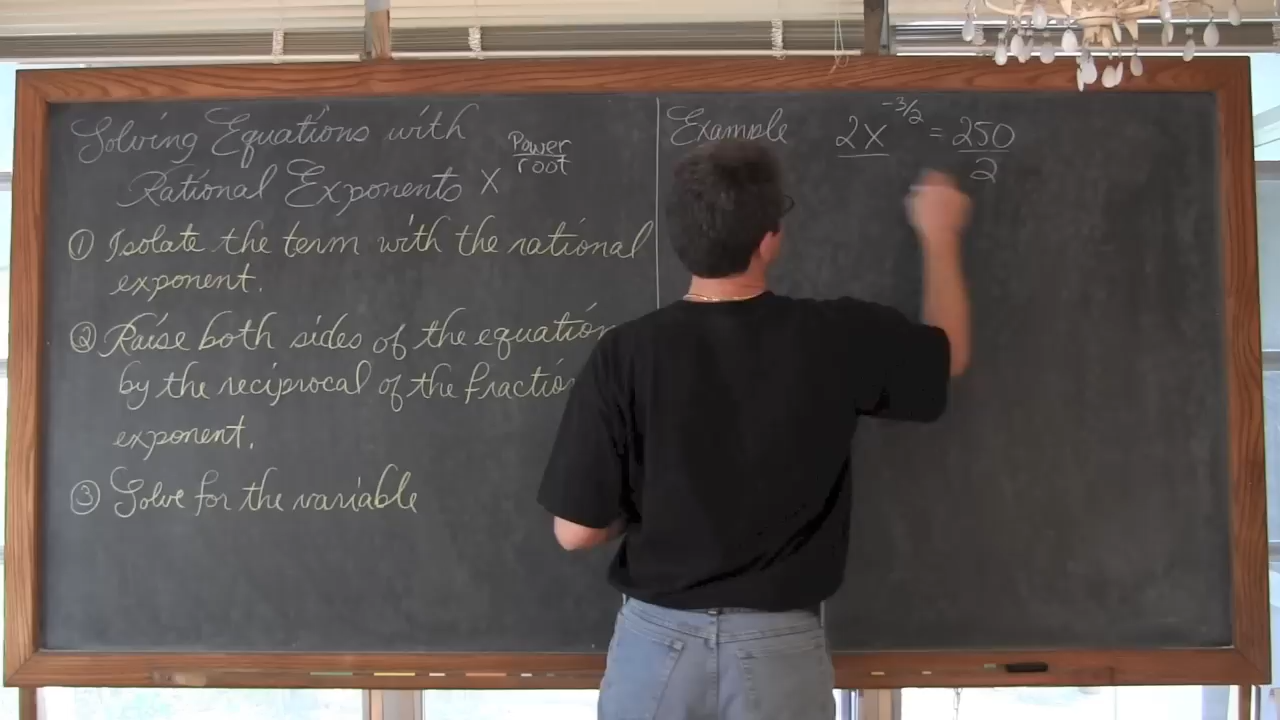 Solving Equations with
Rational Exponents X Power/root
① Isolate the term with the rational
exponent.
② Raise both sides of the equation
by the reciprocal of the fraction
exponent.
③ Solve for the variable
Example 2X^-3/2 = 250
2